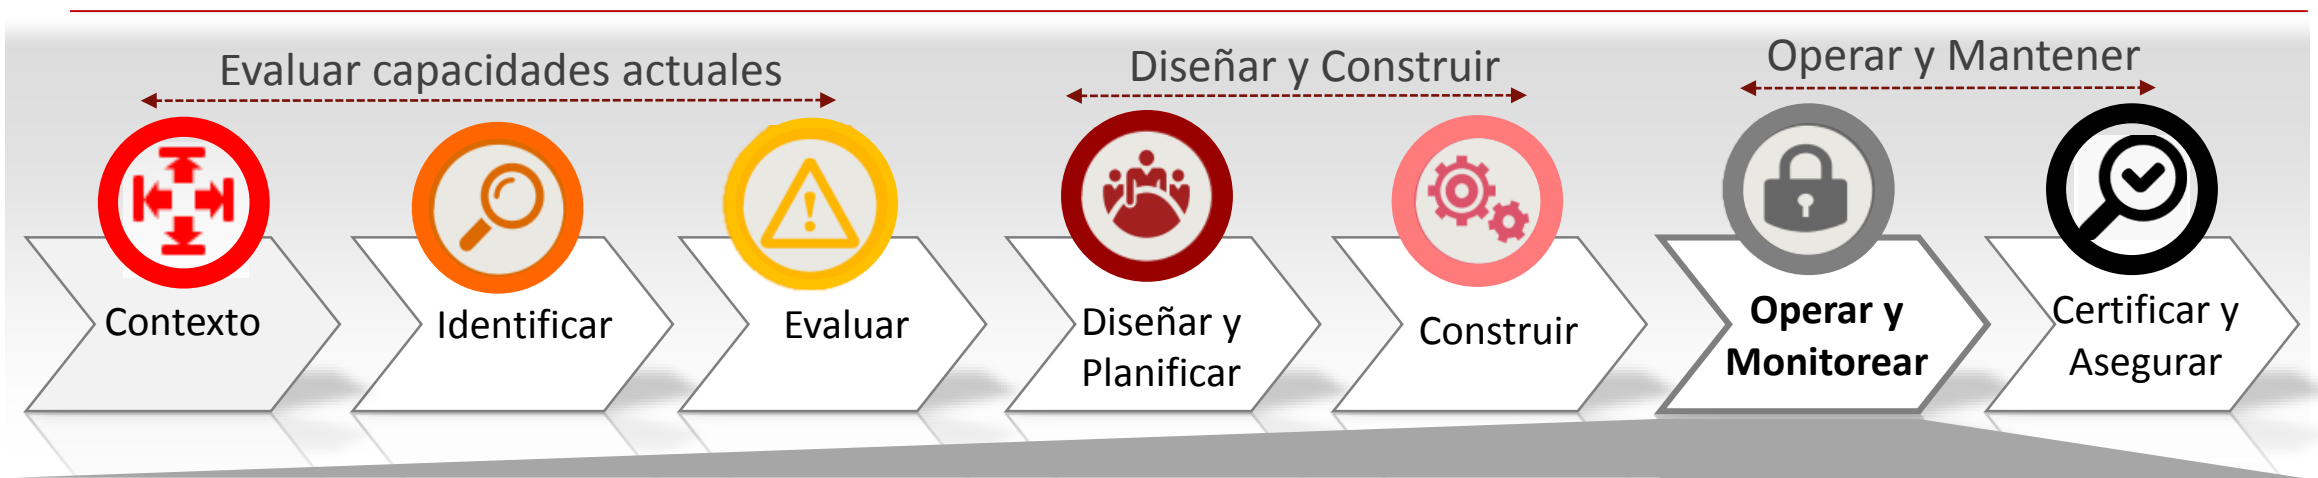 Evaluar capacidades actuales
Diseñar y Construir
Operar y Mantener
Contexto
Identificar
Evaluar
Diseñar y
Planificar
Construir
Operar y
Monitorear
Certificar y
Asegurar